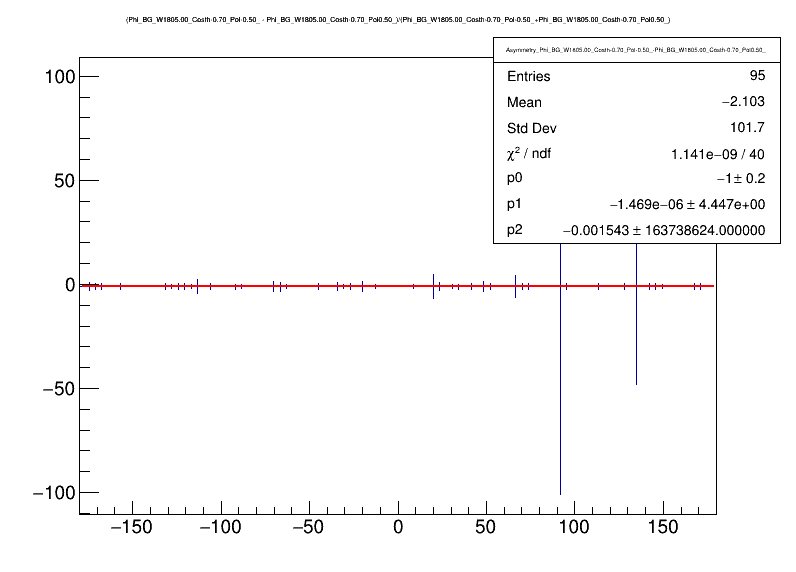 (Phi_BG_W1805.00_Costh-0.70_Pol-0.50_ - Phi_BG_W1805.00_Costh-0.70_Pol0.50_)/(Phi_BG_W1805.00_Costh-0.70_Pol-0.50_+Phi_BG_W1805.00_Costh-0.70_Pol0.50_)
Asymmetry_Phi_BG_W1805.00_Costh-0.70_Pol-0.50_-Phi_BG_W1805.00_Costh-0.70_Pol0.50_
Entries 95
Mean −2.103
Std Dev 101.7
χ² / ndf 1.141e−09 / 40
p0 −1 ± 0.2
p1 −1.469e−06 ± 4.447e+00
p2 −0.001543 ± 163738624.000000
100
50
0
−50
−100
−150 −100 −50 0 50 100 150